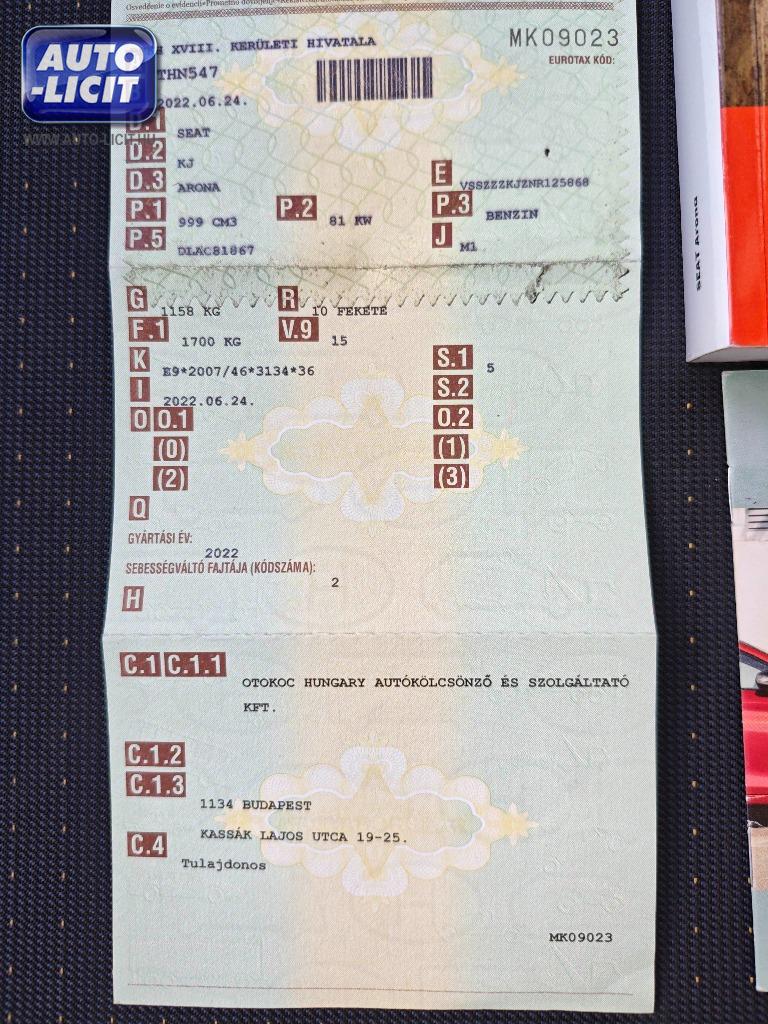 AUTO
-LICIT
WWW.AUTO-LICIT.HU
XVIII. KERÜLETI HIVATALA
MK09023
EUROTAX KÓD:
THN547
2022.06.24.
D.1 SEAT
D.2 KJ
D.3 ARONA
E VSSZZZKJZNR125868
P.1 999 CM3 P.2 81 KW P.3 BENZIN
P.5 DLAC81867 J M1
G 1158 KG R 10 FEKETE
F.1 1700 KG V.9 15
K E9*2007/46*3134*36 S.1 5
I 2022.06.24. S.2
O O.1 O.2
(0) (1)
(2) (3)
Q
GYÁRTÁSI ÉV: 2022
SEBESSÉGVÁLTÓ FAJTÁJA (KÓDSZÁMA): 2
H
C.1 C.1.1
OTOKOC HUNGARY AUTÓKÖLCSÖNZŐ ÉS SZOLGÁLTATÓ
KFT.
C.1.2
C.1.3
1134 BUDAPEST
KASSÁK LAJOS UTCA 19-25.
C.4 Tulajdonos
MK09023
SEAT Arona